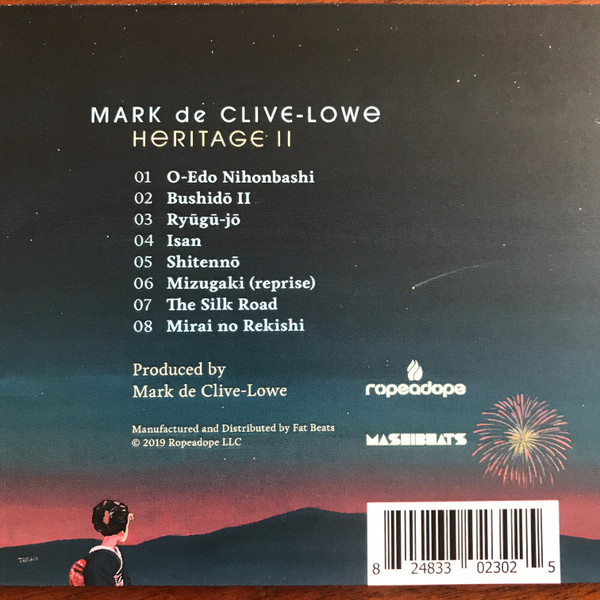 MARK de CLIVE-LOWe
HeRITAGE II
01 O-Edo Nihonbashi
02 Bushidō II
03 Ryūgū-jō
04 Isan
05 Shitennō
06 Mizugaki (reprise)
07 The Silk Road
08 Mirai no Rekishi
Produced by
Mark de Clive-Lowe
ropeadope
Manufactured and Distributed by Fat Beats
© 2019 Ropeadope LLC
MASHIBEATS
8 24833 02302 5